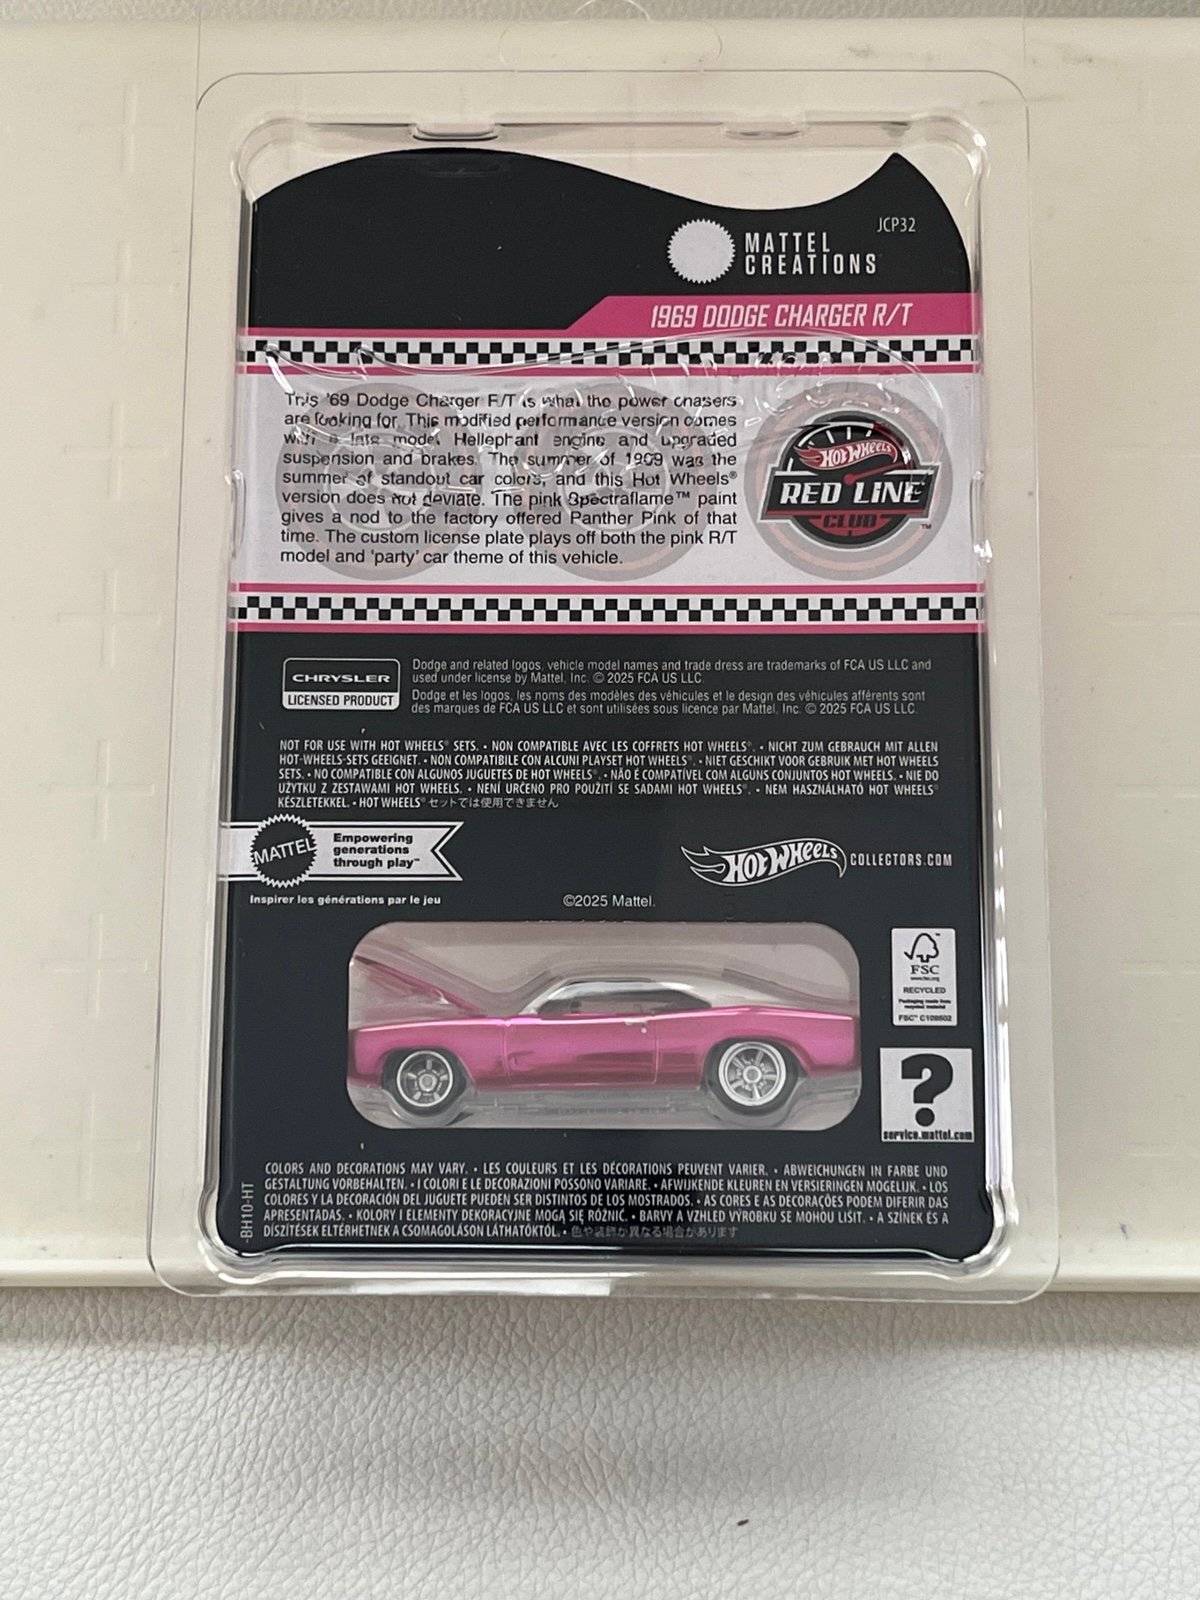 JCP32
MATTEL
CREATIONS
1969 DODGE CHARGER R/T
This '69 Dodge Charger R/T is what the power chasers
are looking for. This modified performance version comes
with a late model Hellephant engine and upgraded
suspension and brakes. The summer of 1969 was the
summer of standout car colors, and this Hot Wheels®
version does not deviate. The pink Spectraflame™ paint
gives a nod to the factory offered Panther Pink of that
time. The custom license plate plays off both the pink R/T
model and 'party' car theme of this vehicle.
HOT WHEELS
RED LINE
CLUB™
CHRYSLER
LICENSED PRODUCT
Dodge and related logos, vehicle model names and trade dress are trademarks of FCA US LLC and
used under license by Mattel, Inc. © 2025 FCA US LLC.
Dodge et les logos, les noms des modèles des véhicules et le design des véhicules afférents sont
des marques de FCA US LLC et sont utilisées sous licence par Mattel, Inc. © 2025 FCA US LLC.
NOT FOR USE WITH HOT WHEELS® SETS. • NON COMPATIBLE AVEC LES COFFRETS HOT WHEELS®. • NICHT ZUM GEBRAUCH MIT ALLEN
HOT-WHEELS-SETS GEEIGNET. • NON COMPATIBILE CON ALCUNI PLAYSET HOT WHEELS®. • NIET GESCHIKT VOOR GEBRUIK MET HOT WHEELS
SETS. • NO COMPATIBLE CON ALGUNOS JUGUETES DE HOT WHEELS®. • NÃO É COMPATÍVEL COM ALGUNS CONJUNTOS HOT WHEELS. • NIE DO
UŻYTKU Z ZESTAWAMI HOT WHEELS. • NENÍ URČENO PRO POUŽITÍ SE SADAMI HOT WHEELS®. • NEM HASZNÁLHATÓ HOT WHEELS®
KÉSZLETEKKEL. • HOT WHEELS® セットでは使用できません
MATTEL
Empowering
generations
through play™
Inspirer les générations par le jeu
HOT WHEELS COLLECTORS.COM
©2025 Mattel.
FSC™
www.fsc.org
RECYCLED
Packaging made from
recycled material
FSC™ C109502
?
service.mattel.com
COLORS AND DECORATIONS MAY VARY. • LES COULEURS ET LES DÉCORATIONS PEUVENT VARIER. • ABWEICHUNGEN IN FARBE UND
GESTALTUNG VORBEHALTEN. • I COLORI E LE DECORAZIONI POSSONO VARIARE. • AFWIJKENDE KLEUREN EN VERSIERINGEN MOGELIJK. • LOS
COLORES Y LA DECORACIÓN DEL JUGUETE PUEDEN SER DISTINTOS DE LOS MOSTRADOS. • AS CORES E AS DECORAÇÕES PODEM DIFERIR DAS
APRESENTADAS. • KOLORY I ELEMENTY DEKORACYJNE MOGĄ SIĘ RÓŻNIĆ. • BARVY A VZHLED VÝROBKU SE MOHOU LIŠIT. • A SZÍNEK ÉS A
DÍSZÍTÉSEK ELTÉRHETNEK A CSOMAGOLÁSON LÁTHATÓKTÓL. • 色や装飾が異なる場合があります
-BH10-HT